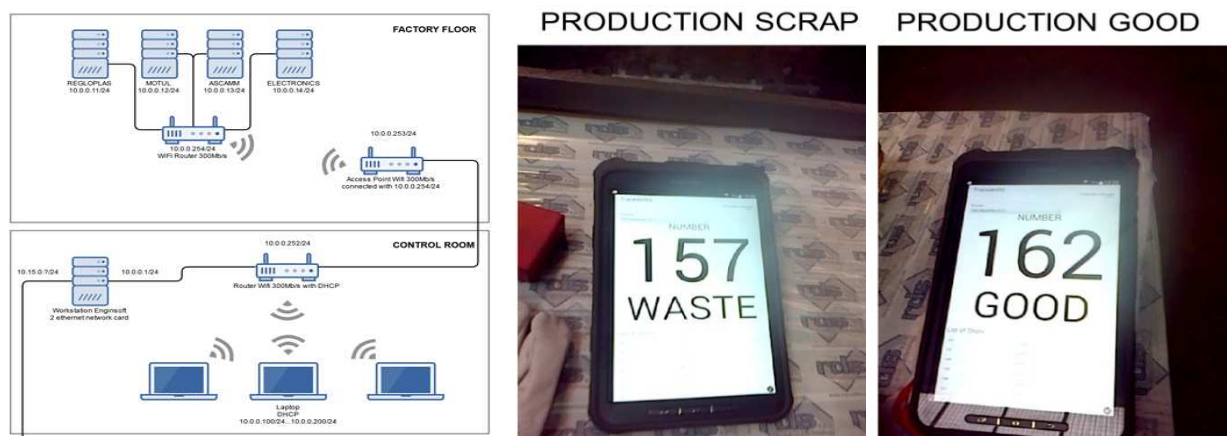 FACTORY FLOOR
REGLOPLAS
10.0.0.11/24
MOTUL
10.0.0.12/24
ASCAMM
10.0.0.13/24
ELECTRONICS
10.0.0.14/24
10.0.0.254/24
WiFi Router 300Mb/s
10.0.0.253/24
Access Point Wifi 300Mb/s
connected with 10.0.0.254/24
CONTROL ROOM
10.15.0.7/24
10.0.0.1/24
Workstation Enginsoft
2 ethernet network card
10.0.0.252/24
Router Wifi 300Mb/s with DHCP
Laptop
DHCP
10.0.0.100/24...10.0.0.200/24
PRODUCTION SCRAP
NUMBER
157
WASTE
PRODUCTION GOOD
NUMBER
162
GOOD
List of Shots